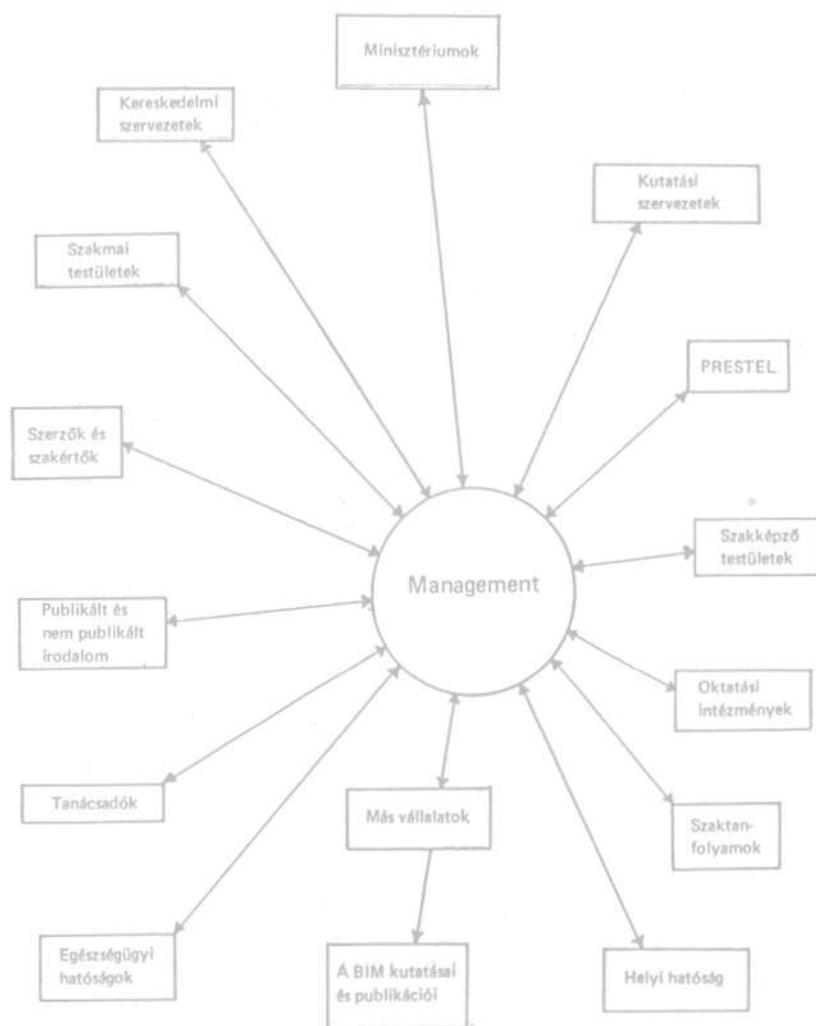 Minisztériumok
Kereskedelmi
szervezetek
Kutatási
szervezetek
Szakmai
testületek
PRESTEL
Szerzők és
szakértők
Szakképző
testületek
Management
Publikált és
nem publikált
irodalom
Oktatási
intézmények
Tanácsadók
Más vállalatok
Szaktan-
folyamok
Egészségügyi
hatóságok
A BIM kutatásai
és publikációi
Helyi hatóság